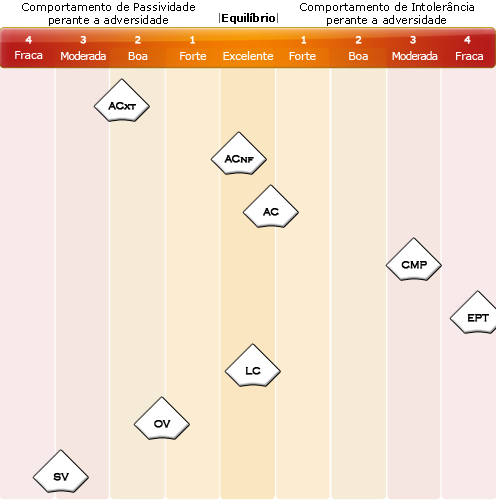 Comportamento de Passividade
perante a adversidade
|Equilíbrio|
Comportamento de Intolerância
perante a adversidade
4 3 2 1 1 2 3 4
Fraca Moderada Boa Forte Excelente Forte Boa Moderada Fraca
ACXT
ACNF
AC
CMP
EPT
LC
OV
SV